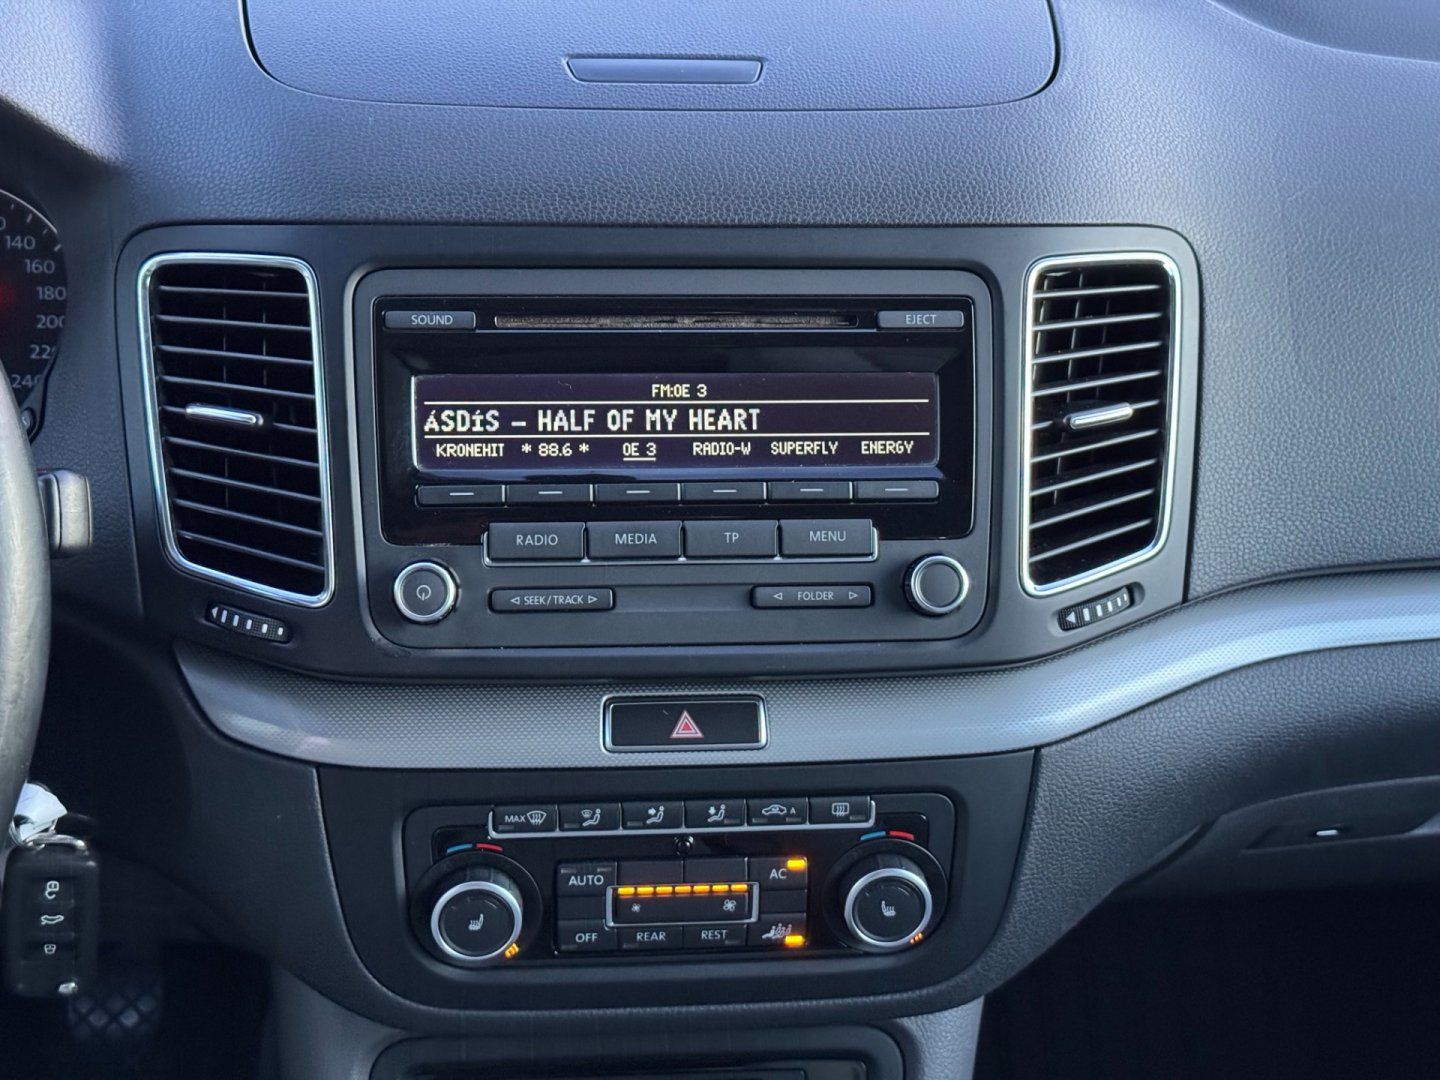 140
160
180
200
22
240
SOUND
EJECT
FM:OE 3
ÁSDÍS – HALF OF MY HEART
KRONEHIT * 88.6 * OE 3 RADIO-W SUPERFLY ENERGY
RADIO MEDIA TP MENU
SEEK/TRACK
FOLDER
MAX
A
AUTO
AC
OFF REAR REST